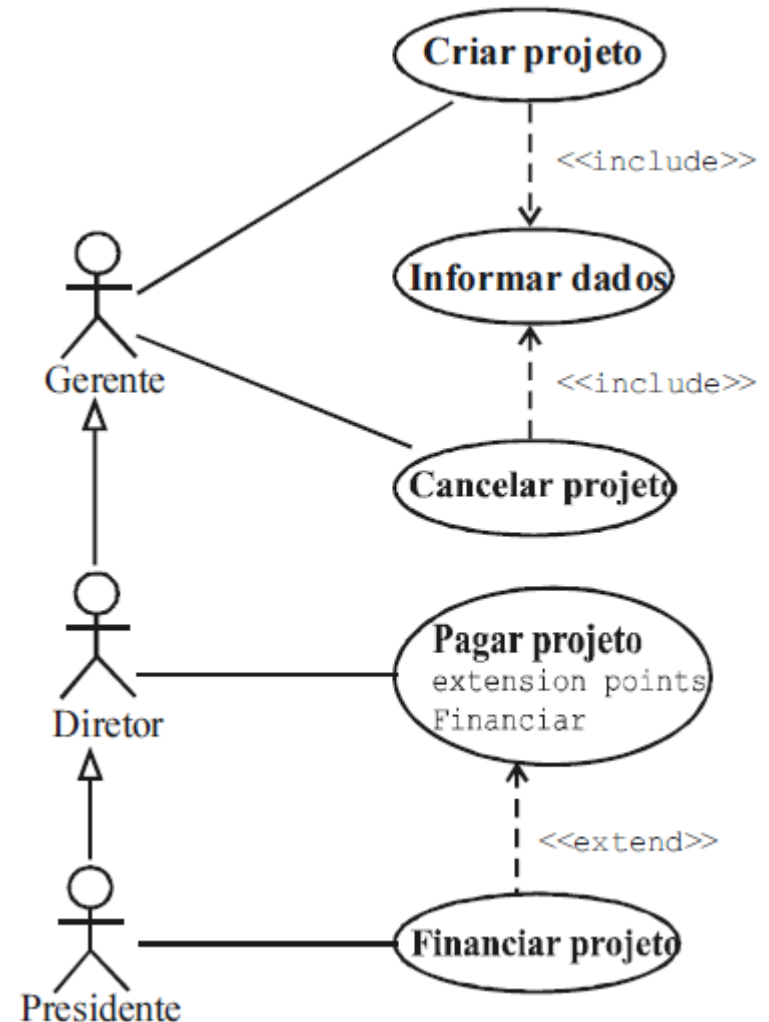 Criar projeto
<<include>>
Informar dados
Gerente
<<include>>
Cancelar projeto
Pagar projeto
extension points
Financiar
Diretor
<<extend>>
Financiar projeto
Presidente